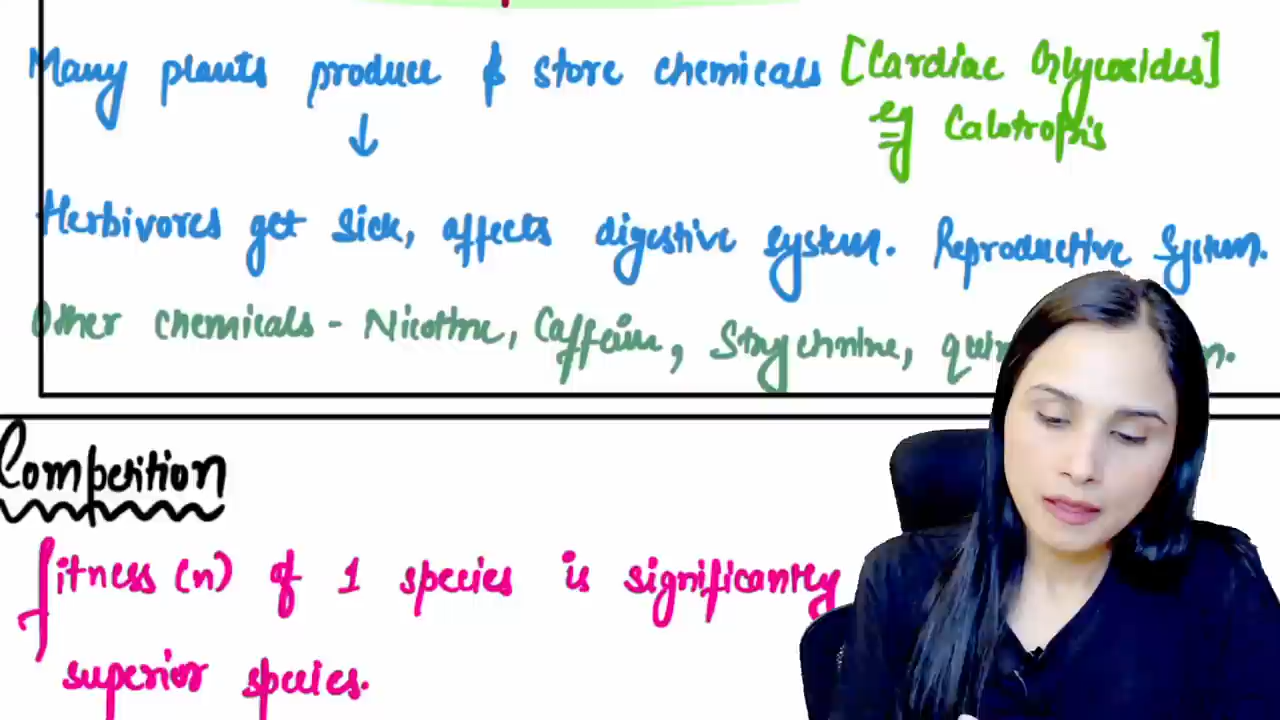 Many plants produce & store chemicals [Cardiac Glycosides]
eg Calotropis
↓
Herbivores get sick, affects digestive system. Reproductive System.
Other chemicals - Nicotine, Caffeine, Strychnine,
Competition
fitness (n) of 1 species is significantly
superior species.